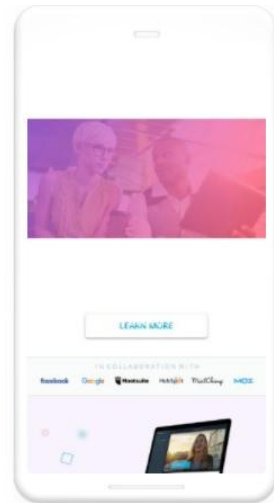 LEARN MORE
IN COLLABORATION WITH
facebook Google Hootsuite HubSpot MailChimp MOZ